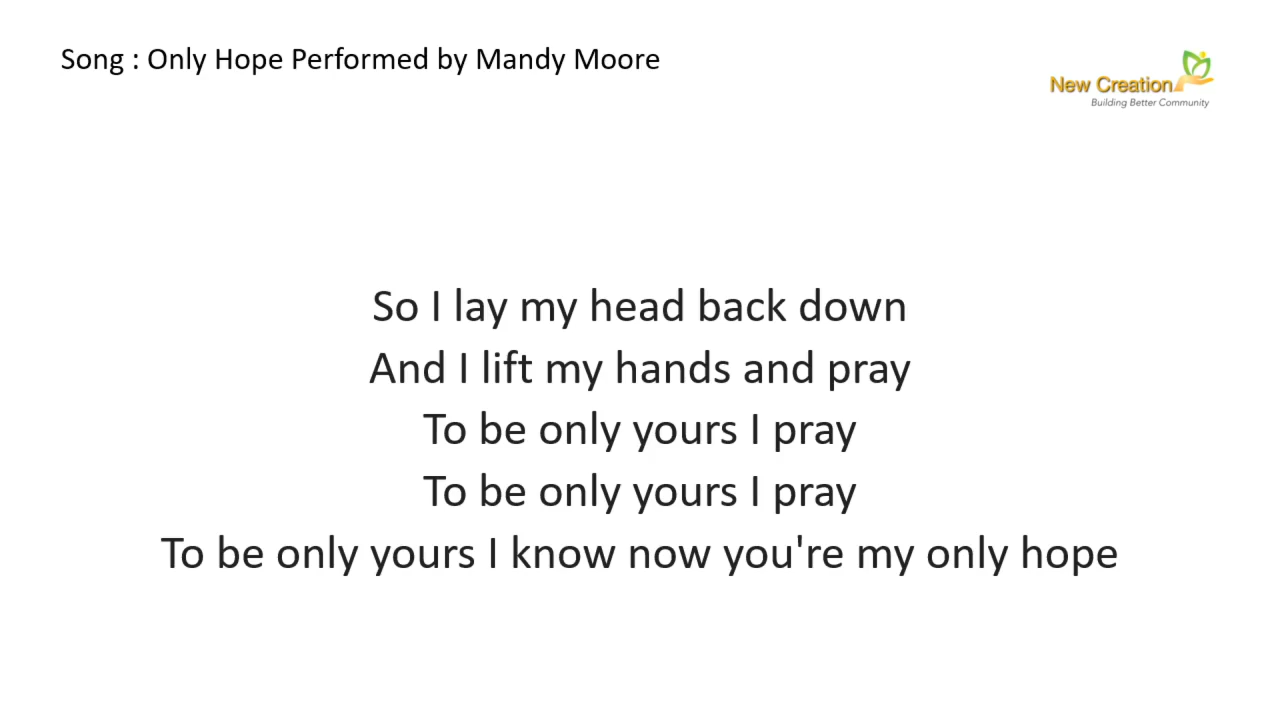 Song : Only Hope Performed by Mandy Moore
New Creation
Building Better Community
So I lay my head back down
And I lift my hands and pray
To be only yours I pray
To be only yours I pray
To be only yours I know now you're my only hope